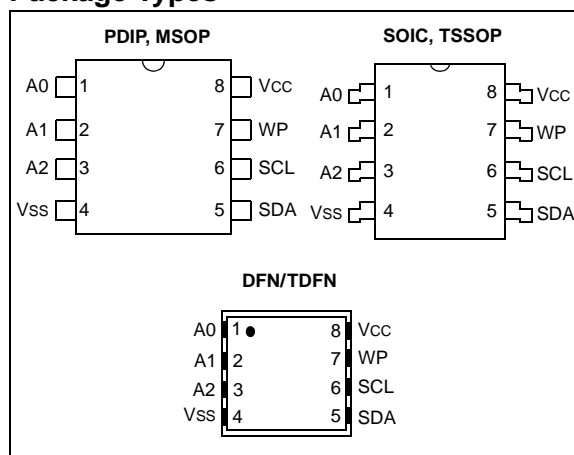 Package Types
PDIP, MSOP
A0 1 8 VCC
A1 2 7 WP
A2 3 6 SCL
VSS 4 5 SDA
SOIC, TSSOP
A0 1 8 VCC
A1 2 7 WP
A2 3 6 SCL
VSS 4 5 SDA
DFN/TDFN
A0 1 8 VCC
A1 2 7 WP
A2 3 6 SCL
VSS 4 5 SDA